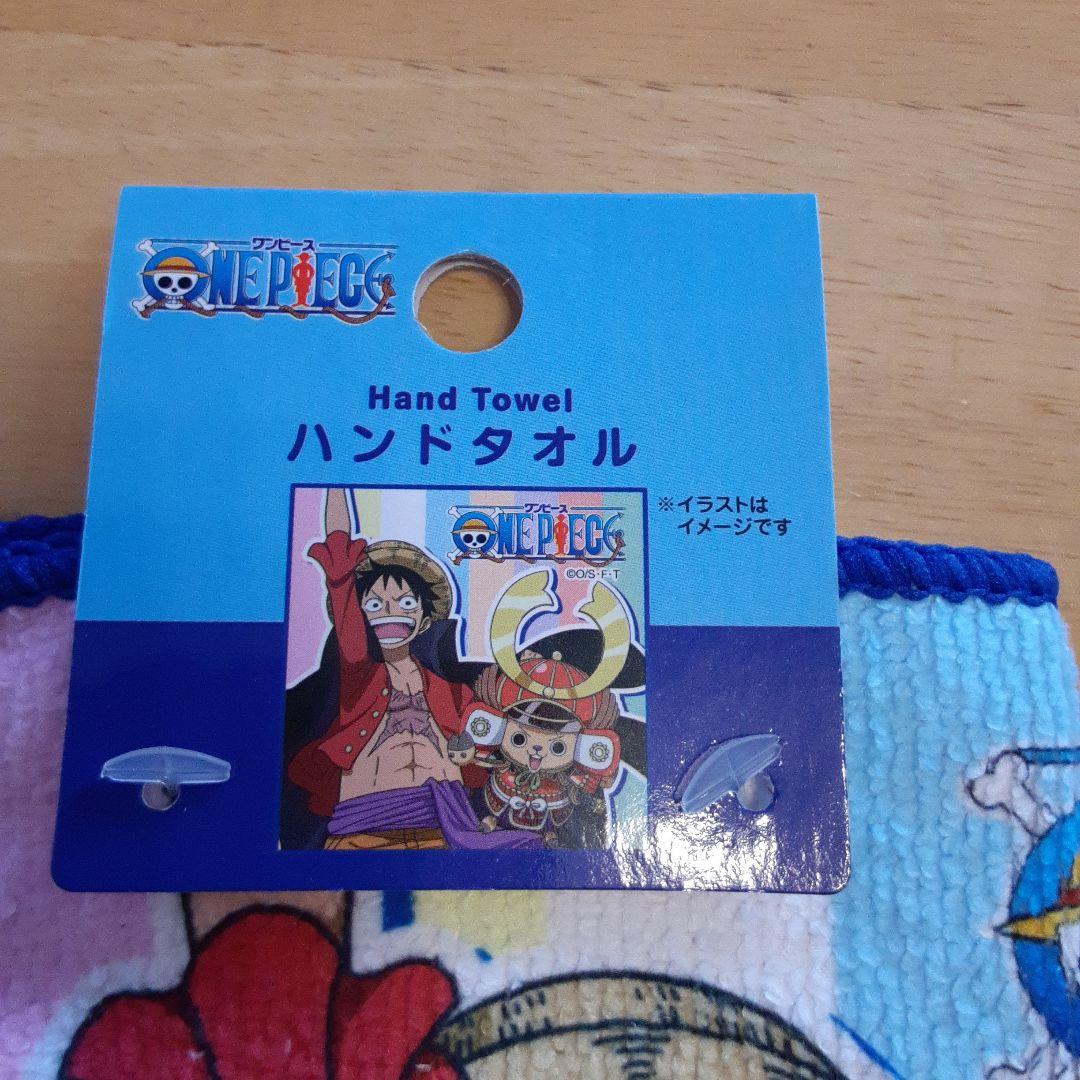 ワンピース
ONE PIECE
Hand Towel
ハンドタオル
※イラストは
イメージです
ワンピース
ONE PIECE
©O/S・F・T